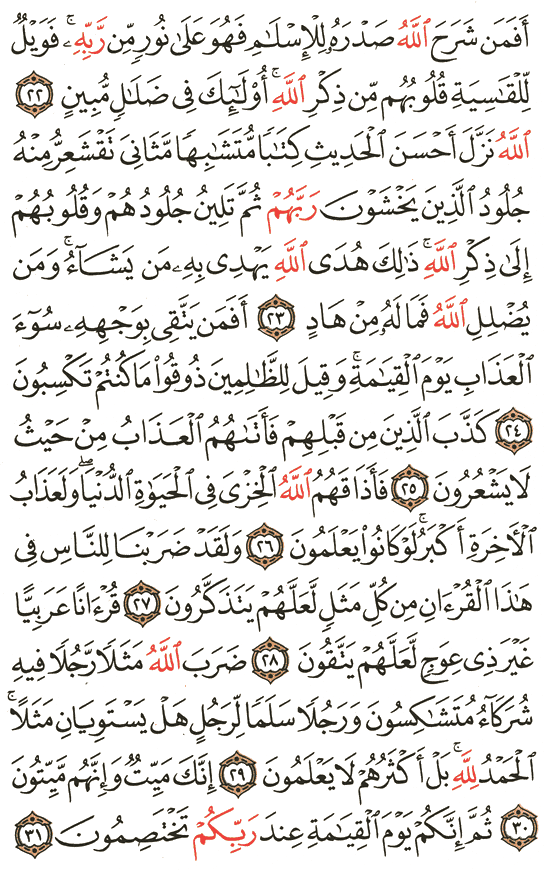 أَفَمَن شَرَحَ ٱللَّهُ صَدْرَهُۥ لِلْإِسْلَٰمِ فَهُوَ عَلَىٰ نُورٍ مِّن رَّبِّهِۦ ۚ فَوَيْلٌ
لِّلْقَٰسِيَةِ قُلُوبُهُم مِّن ذِكْرِ ٱللَّهِ ۚ أُو۟لَٰٓئِكَ فِى ضَلَٰلٍ مُّبِينٍ ٢٢
ٱللَّهُ نَزَّلَ أَحْسَنَ ٱلْحَدِيثِ كِتَٰبًا مُّتَشَٰبِهًا مَّثَانِىَ تَقْشَعِرُّ مِنْهُ
جُلُودُ ٱلَّذِينَ يَخْشَوْنَ رَبَّهُمْ ثُمَّ تَلِينُ جُلُودُهُمْ وَقُلُوبُهُمْ
إِلَىٰ ذِكْرِ ٱللَّهِ ۚ ذَٰلِكَ هُدَى ٱللَّهِ يَهْدِى بِهِۦ مَن يَشَآءُ ۚ وَمَن
يُضْلِلِ ٱللَّهُ فَمَا لَهُۥ مِنْ هَادٍ ٢٣ أَفَمَن يَتَّقِى بِوَجْهِهِۦ سُوٓءَ
ٱلْعَذَابِ يَوْمَ ٱلْقِيَٰمَةِ ۚ وَقِيلَ لِلظَّٰلِمِينَ ذُوقُوا۟ مَا كُنتُمْ تَكْسِبُونَ
٢٤ كَذَّبَ ٱلَّذِينَ مِن قَبْلِهِمْ فَأَتَىٰهُمُ ٱلْعَذَابُ مِنْ حَيْثُ
لَا يَشْعُرُونَ ٢٥ فَأَذَاقَهُمُ ٱللَّهُ ٱلْخِزْىَ فِى ٱلْحَيَوٰةِ ٱلدُّنْيَا ۖ وَلَعَذَابُ
ٱلْءَاخِرَةِ أَكْبَرُ ۚ لَوْ كَانُوا۟ يَعْلَمُونَ ٢٦ وَلَقَدْ ضَرَبْنَا لِلنَّاسِ فِى
هَٰذَا ٱلْقُرْءَانِ مِن كُلِّ مَثَلٍ لَّعَلَّهُمْ يَتَذَكَّرُونَ ٢٧ قُرْءَانًا عَرَبِيًّا
غَيْرَ ذِى عِوَجٍ لَّعَلَّهُمْ يَتَّقُونَ ٢٨ ضَرَبَ ٱللَّهُ مَثَلًا رَّجُلًا فِيهِ
شُرَكَآءُ مُتَشَٰكِسُونَ وَرَجُلًا سَلَمًا لِّرَجُلٍ هَلْ يَسْتَوِيَانِ مَثَلًا ۚ
ٱلْحَمْدُ لِلَّهِ ۚ بَلْ أَكْثَرُهُمْ لَا يَعْلَمُونَ ٢٩ إِنَّكَ مَيِّتٌ وَإِنَّهُم مَّيِّتُونَ
٣٠ ثُمَّ إِنَّكُمْ يَوْمَ ٱلْقِيَٰمَةِ عِندَ رَبِّكُمْ تَخْتَصِمُونَ ٣١